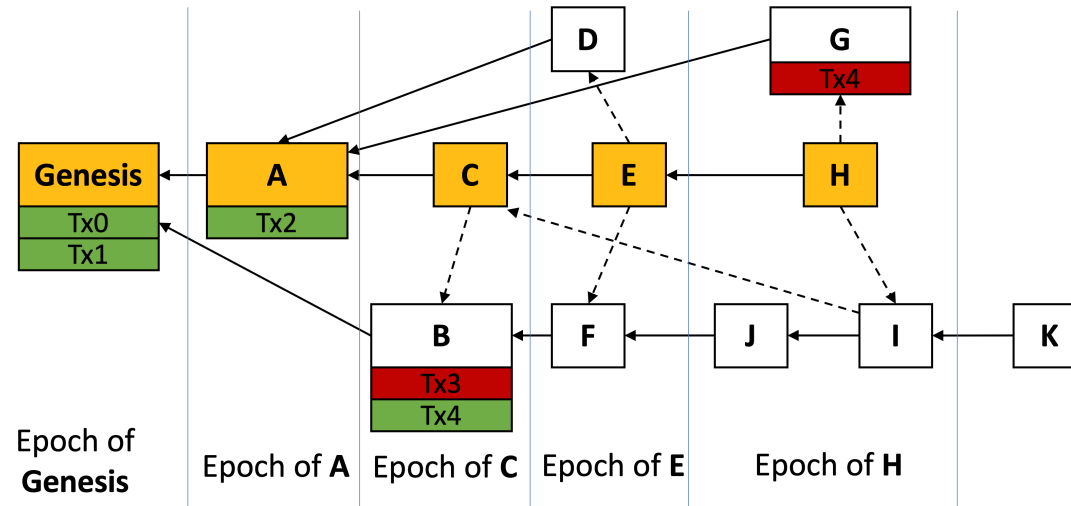 D
G
Tx4
Genesis
Tx0
Tx1
A
Tx2
C
E
H
B
Tx3
Tx4
F
J
I
K
Epoch of
Genesis
Epoch of A
Epoch of C
Epoch of E
Epoch of H